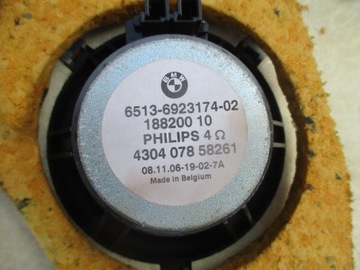 BMW
6513-6923174-02
188200 10
PHILIPS 4 Ω
4304 078 58261
08.11.06-19-02-7A
Made in Belgium